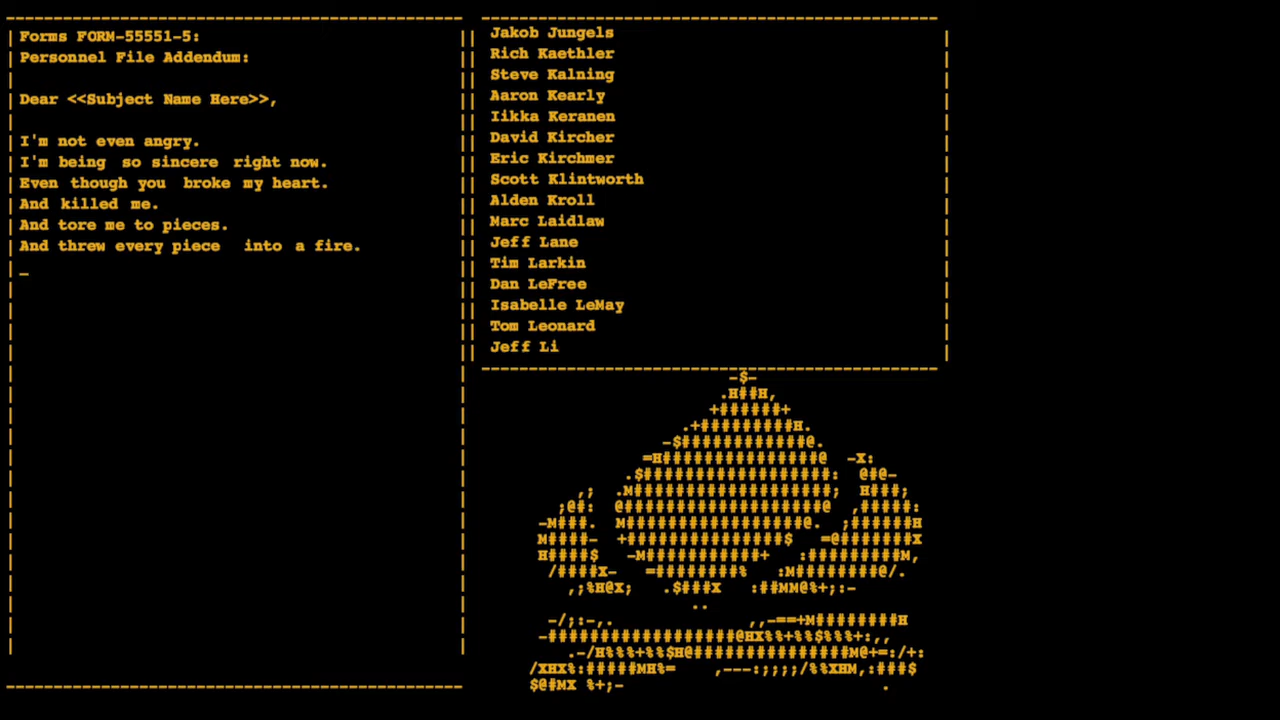 Forms FORM-55551-5:
Personnel File Addendum:
Dear <<Subject Name Here>>,
I'm not even angry.
I'm being so sincere right now.
Even though you broke my heart.
And killed me.
And tore me to pieces.
And threw every piece into a fire.
_
Jakob Jungels
Rich Kaethler
Steve Kalning
Aaron Kearly
Iikka Keranen
David Kircher
Eric Kirchmer
Scott Klintworth
Alden Kroll
Marc Laidlaw
Jeff Lane
Tim Larkin
Dan LeFree
Isabelle LeMay
Tom Leonard
Jeff Li